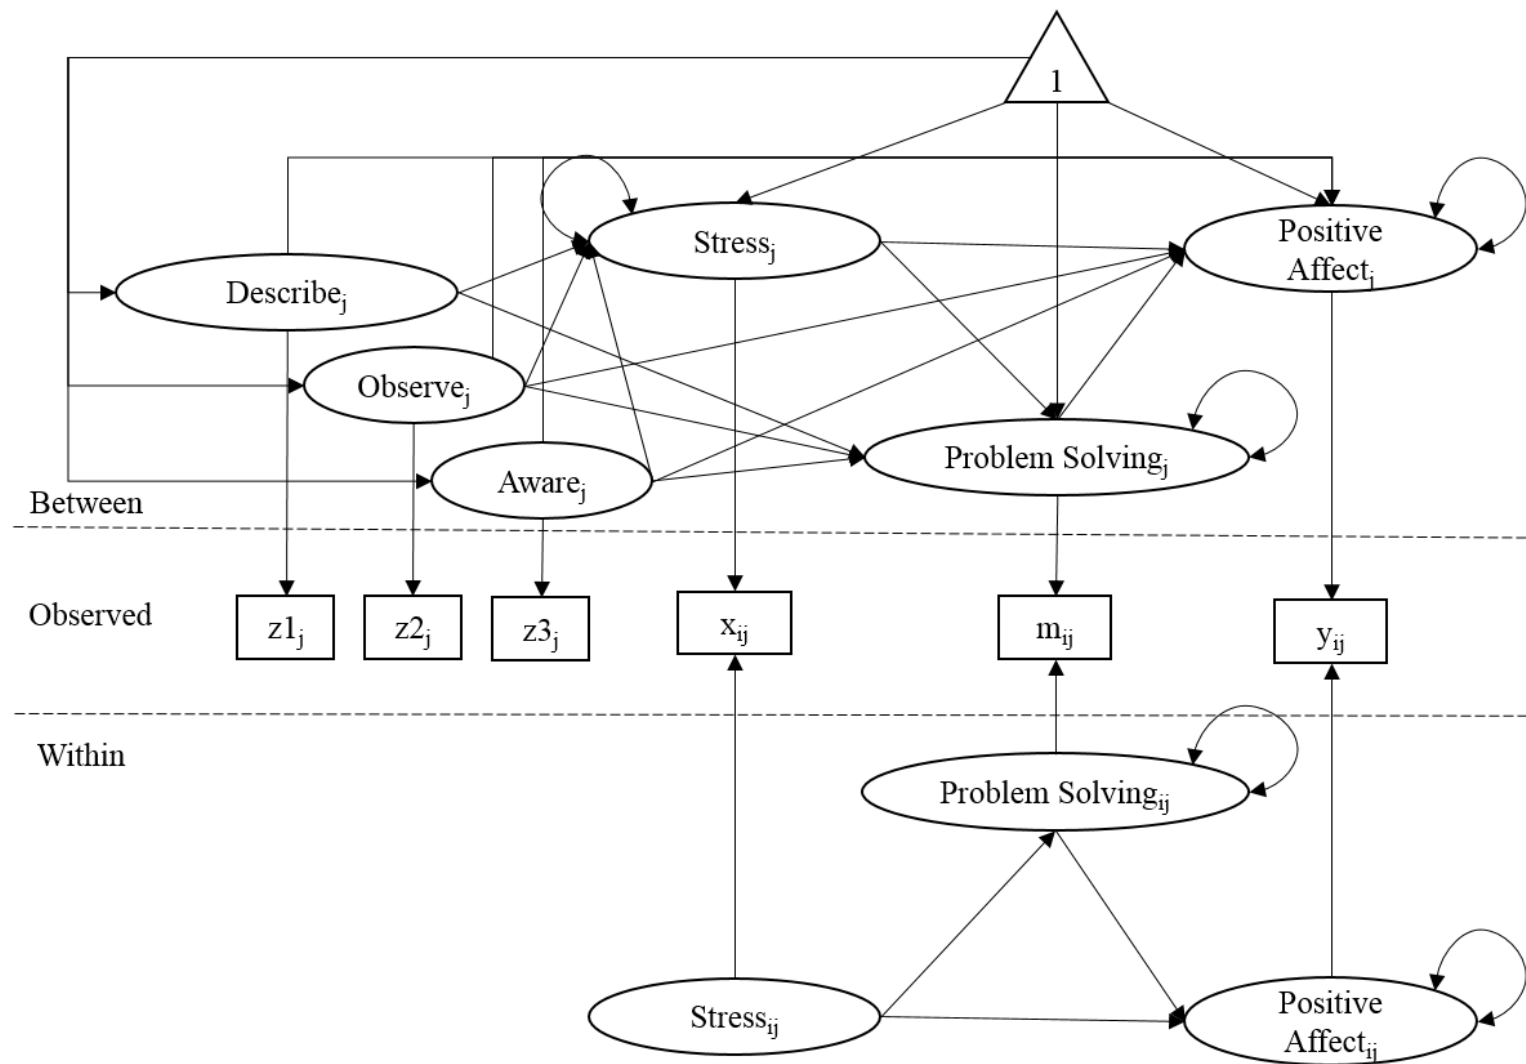 1
Stressj
Positive
Affectj
Describej
Observej
Problem Solvingj
Awarej
Between
Observed
z1j
z2j
z3j
xij
mij
yij
Within
Problem Solvingij
Stressij
Positive
Affectij